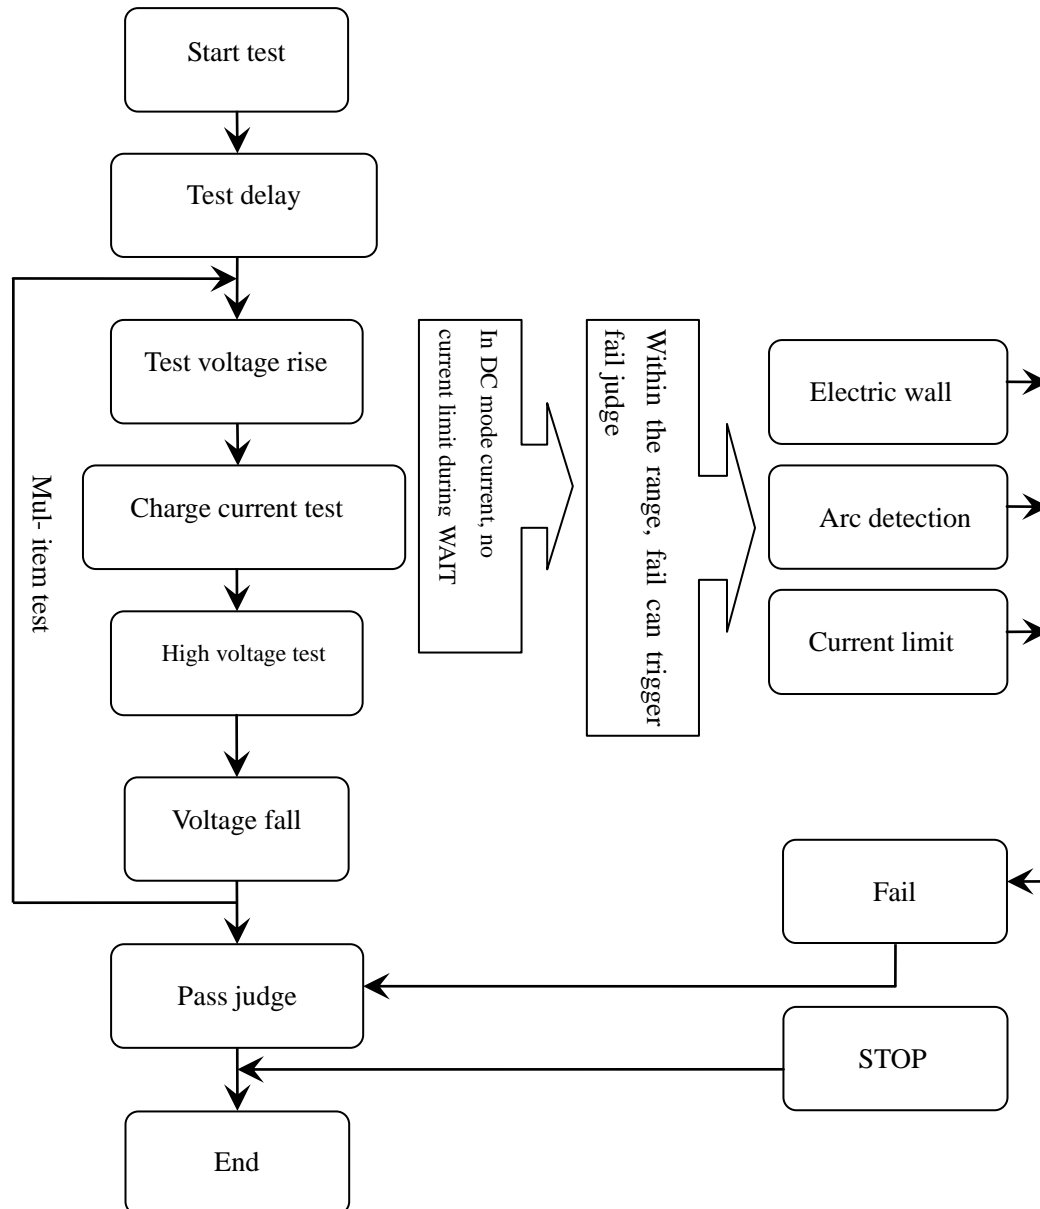 Start test
Test delay
Test voltage rise
Charge current test
High voltage test
Voltage fall
Pass judge
End
Mul- item test
In DC mode current, no
current limit during WAIT
Within the range, fail can trigger
fail judge
Electric wall
Arc detection
Current limit
Fail
STOP